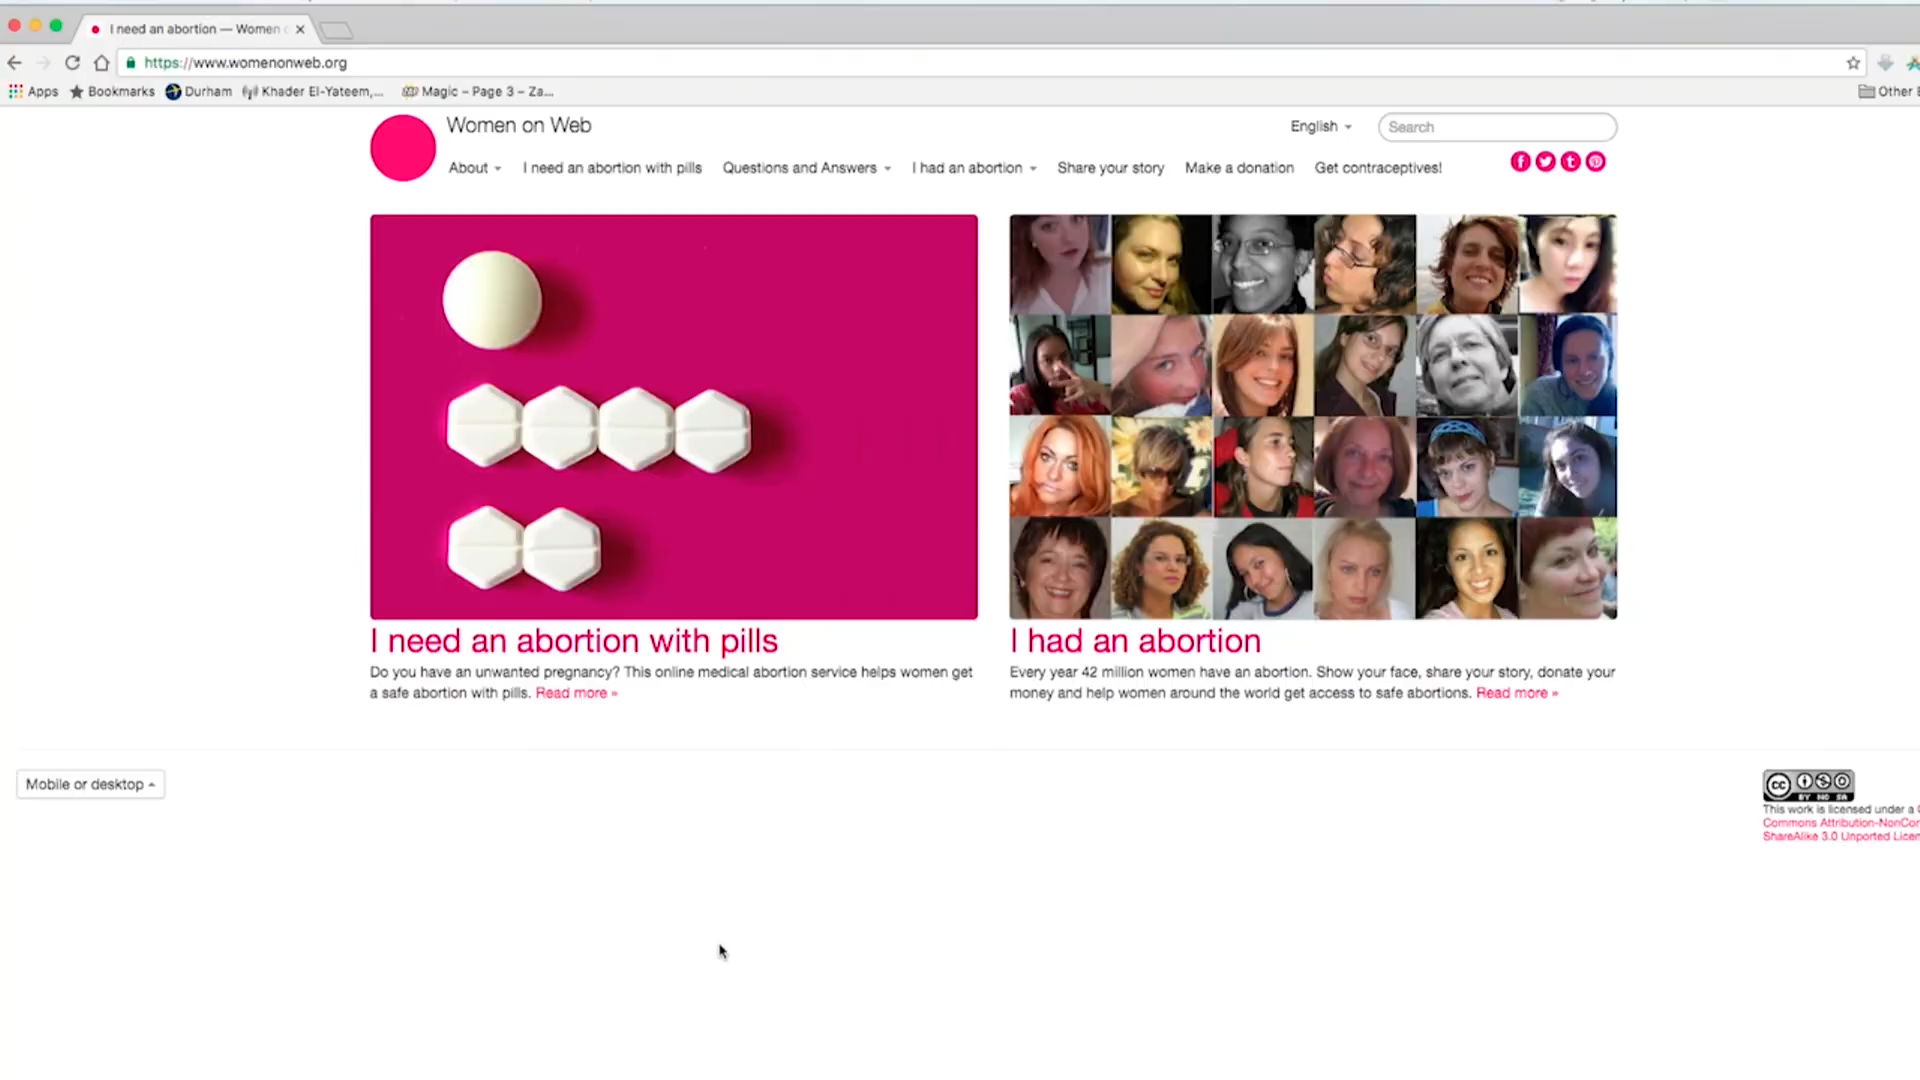 I need an abortion — Women
https://www.womenonweb.org
Apps Bookmarks Durham Khader El-Yateem,... Magic – Page 3 – Za... Other
Women on Web
English
Search
About I need an abortion with pills Questions and Answers I had an abortion Share your story Make a donation Get contraceptives!
I need an abortion with pills
Do you have an unwanted pregnancy? This online medical abortion service helps women get
a safe abortion with pills. Read more »
I had an abortion
Every year 42 million women have an abortion. Show your face, share your story, donate your
money and help women around the world get access to safe abortions. Read more »
Mobile or desktop
cc
BY NC SA
This work is licensed under a
Commons Attribution-NonCom
ShareAlike 3.0 Unported Licen